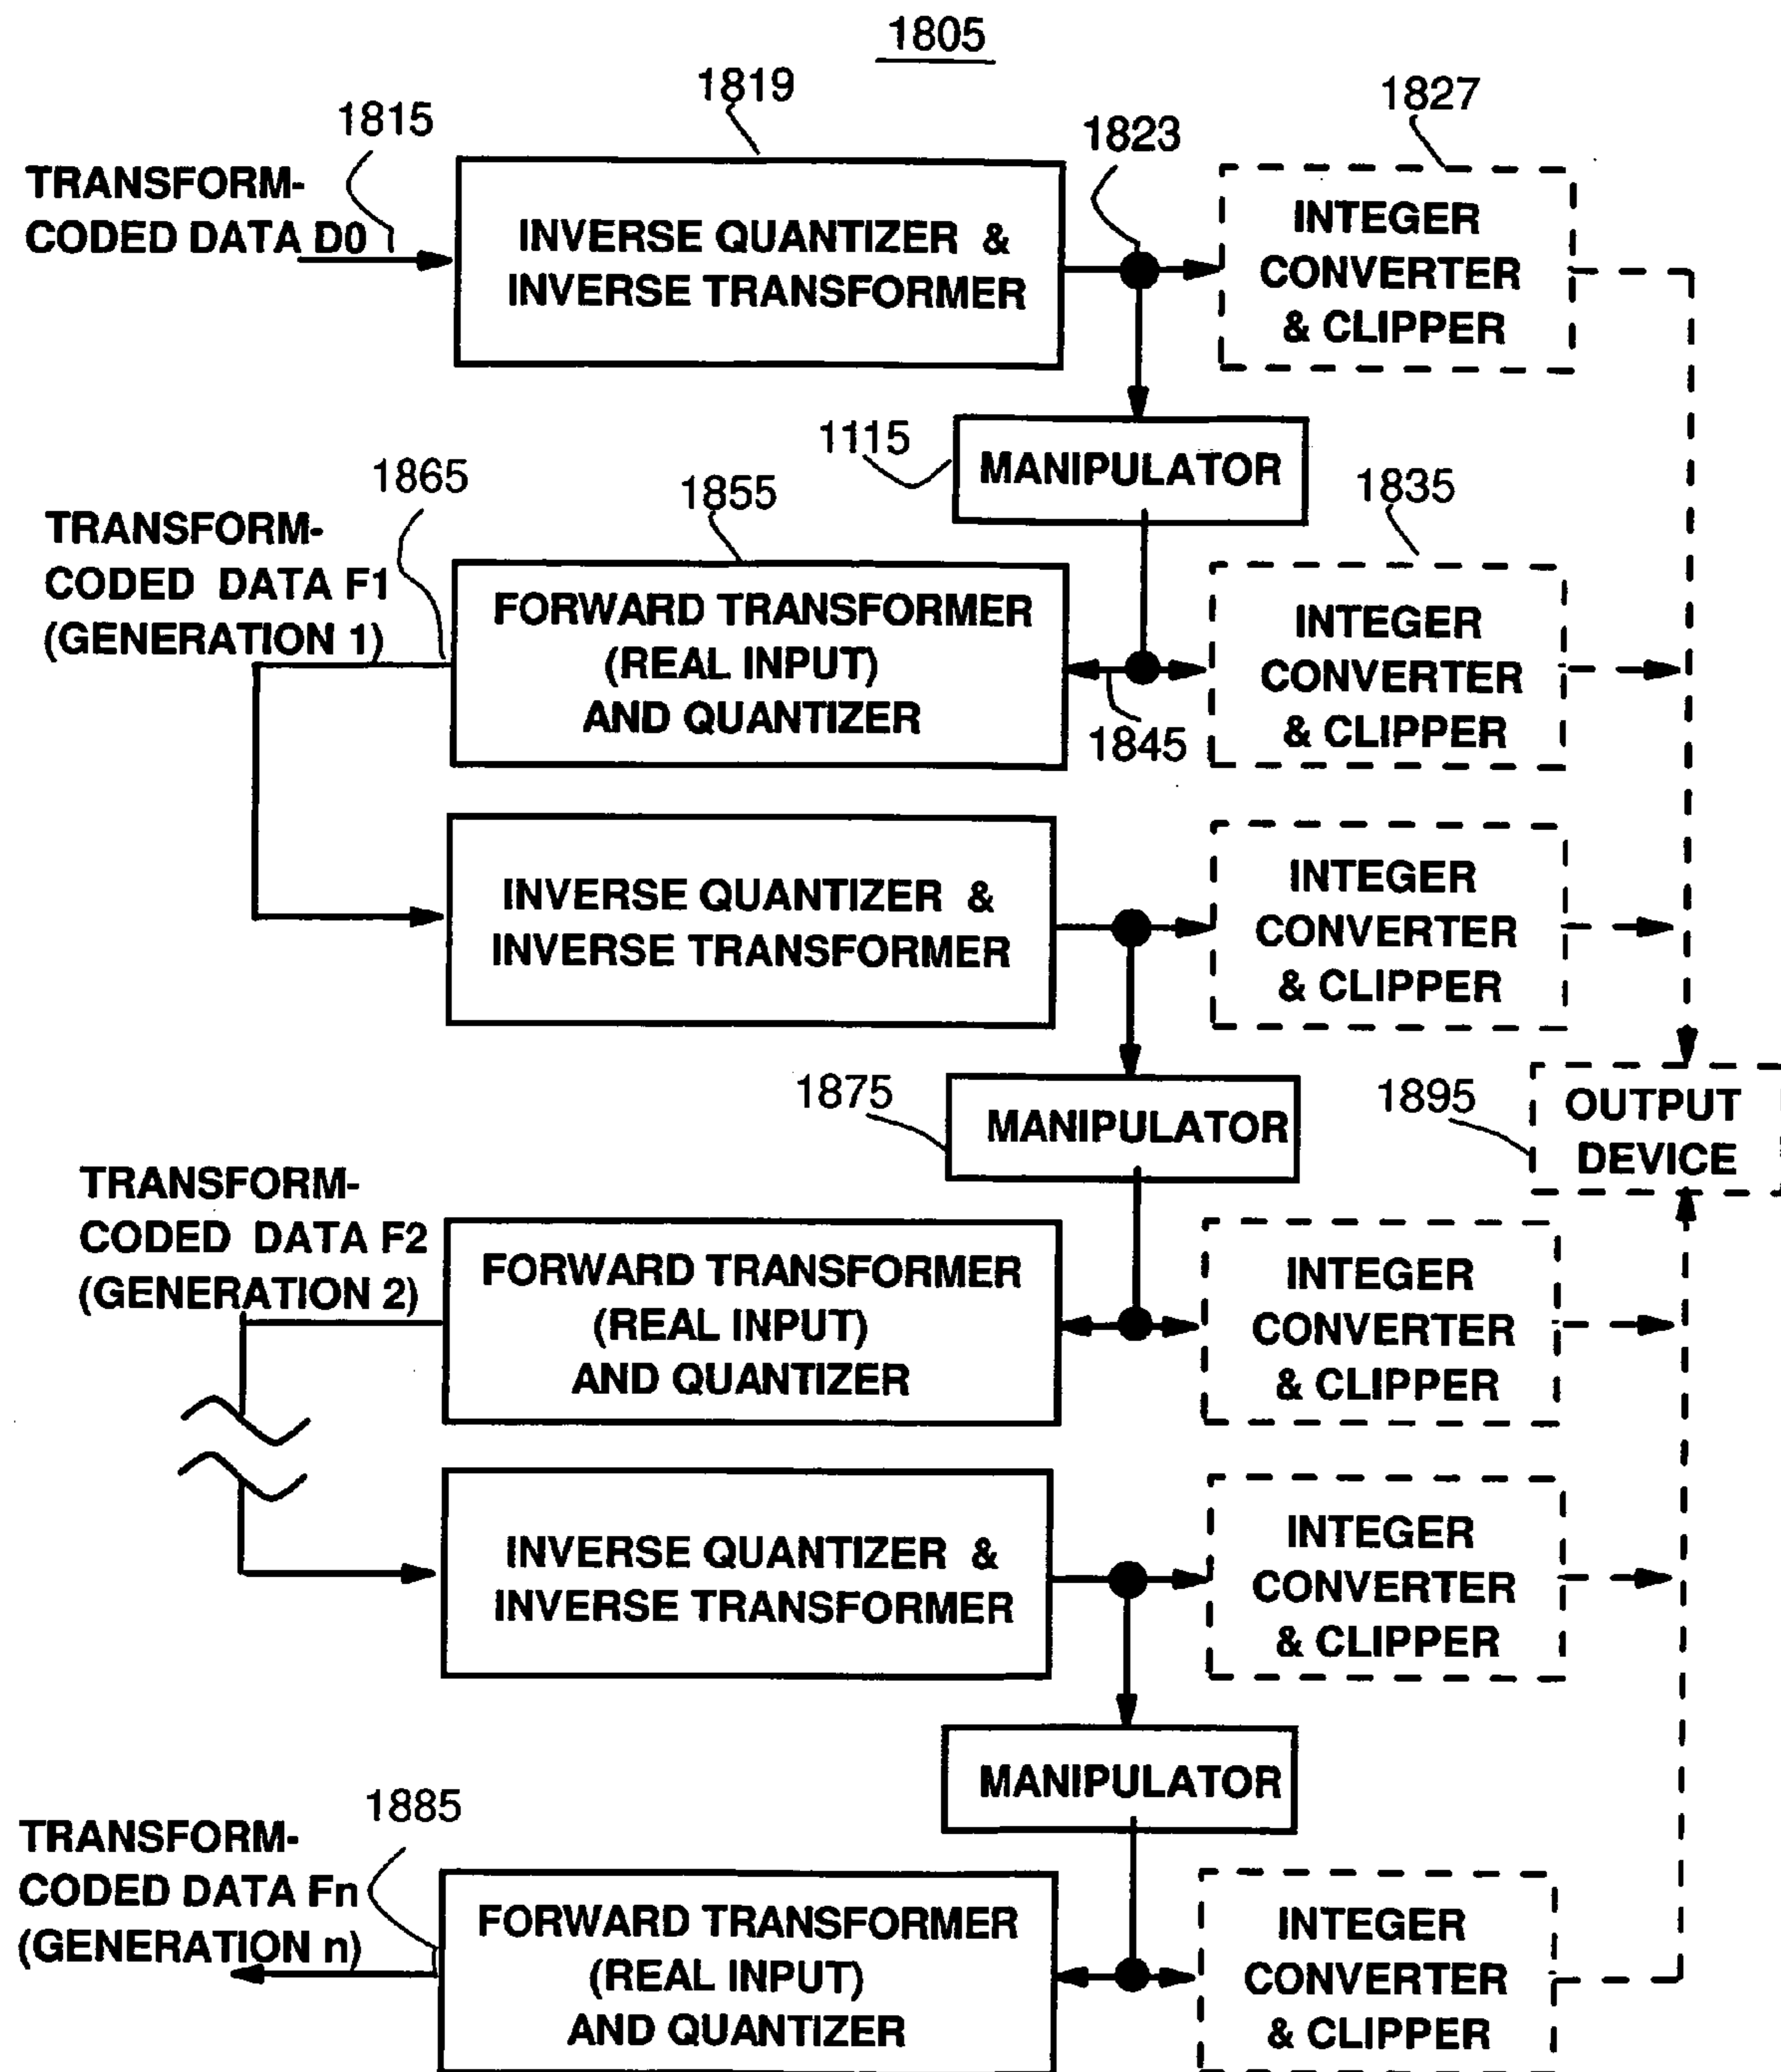 1805
1815
1819
1823
1827
TRANSFORM-
CODED DATA D0
INVERSE QUANTIZER &
INVERSE TRANSFORMER
INTEGER
CONVERTER
& CLIPPER
1115
MANIPULATOR
1865
1855
1835
TRANSFORM-
CODED DATA F1
(GENERATION 1)
FORWARD TRANSFORMER
(REAL INPUT)
AND QUANTIZER
1845
INTEGER
CONVERTER
& CLIPPER
INVERSE QUANTIZER &
INVERSE TRANSFORMER
INTEGER
CONVERTER
& CLIPPER
1875
MANIPULATOR
1895
OUTPUT
DEVICE
TRANSFORM-
CODED DATA F2
(GENERATION 2)
FORWARD TRANSFORMER
(REAL INPUT)
AND QUANTIZER
INTEGER
CONVERTER
& CLIPPER
INVERSE QUANTIZER &
INVERSE TRANSFORMER
INTEGER
CONVERTER
& CLIPPER
MANIPULATOR
1885
TRANSFORM-
CODED DATA Fn
(GENERATION n)
FORWARD TRANSFORMER
(REAL INPUT)
AND QUANTIZER
INTEGER
CONVERTER
& CLIPPER